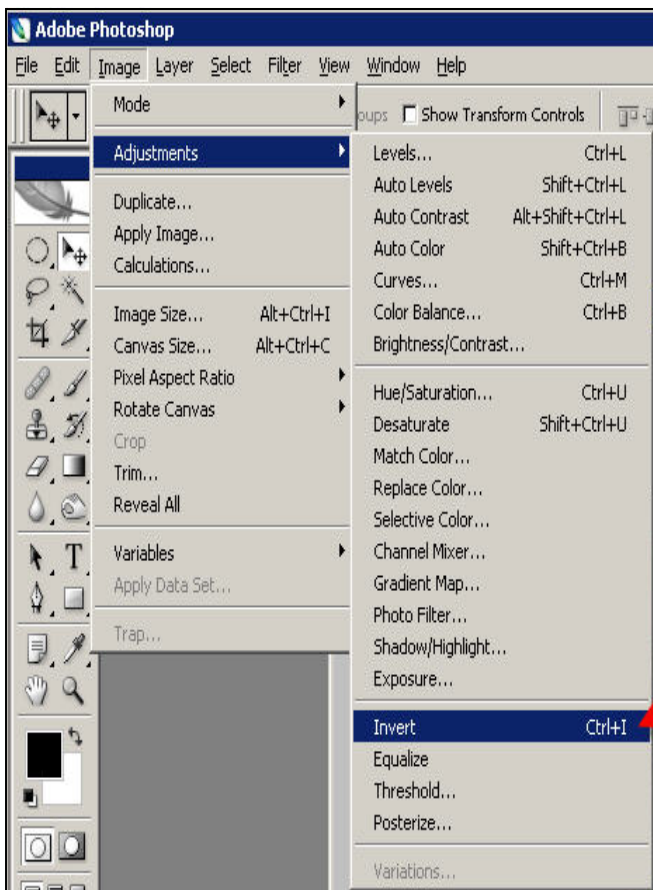 Adobe Photoshop
File Edit Image Layer Select Filter View Window Help
Show Transform Controls
Mode
Adjustments
Duplicate...
Apply Image...
Calculations...
Image Size... Alt+Ctrl+I
Canvas Size... Alt+Ctrl+C
Pixel Aspect Ratio
Rotate Canvas
Crop
Trim...
Reveal All
Variables
Apply Data Set...
Trap...
Levels... Ctrl+L
Auto Levels Shift+Ctrl+L
Auto Contrast Alt+Shift+Ctrl+L
Auto Color Shift+Ctrl+B
Curves... Ctrl+M
Color Balance... Ctrl+B
Brightness/Contrast...
Hue/Saturation... Ctrl+U
Desaturate Shift+Ctrl+U
Match Color...
Replace Color...
Selective Color...
Channel Mixer...
Gradient Map...
Photo Filter...
Shadow/Highlight...
Exposure...
Invert Ctrl+I
Equalize
Threshold...
Posterize...
Variations...